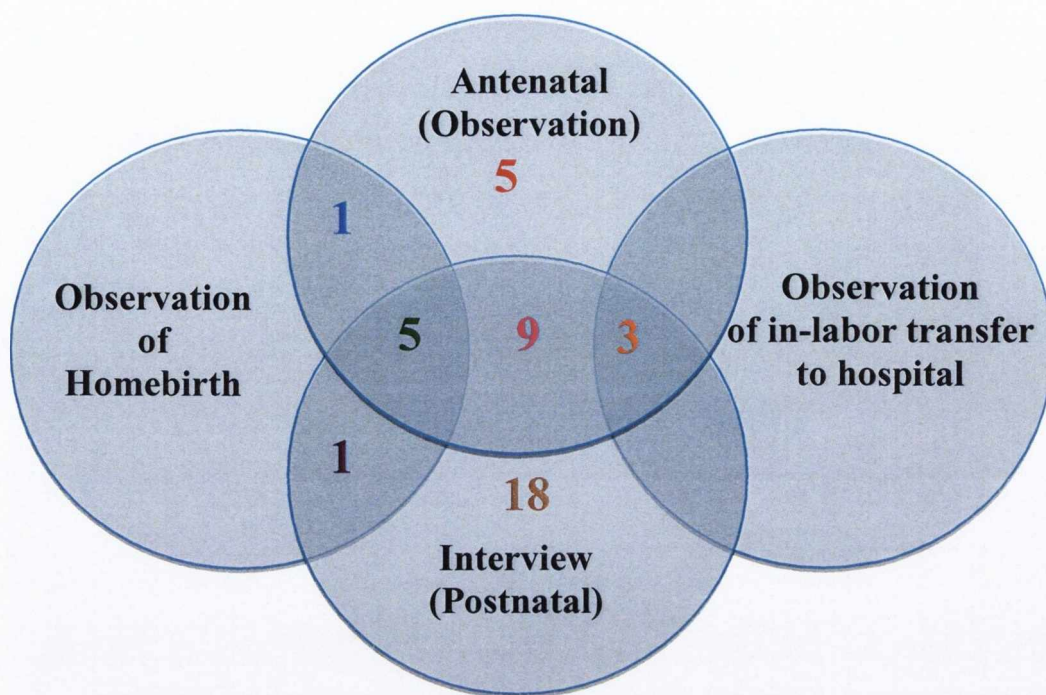 Antenatal
(Observation)
5
1
Observation
of
Homebirth
Observation
of in-labor transfer
to hospital
5
9
3
1
18
Interview
(Postnatal)